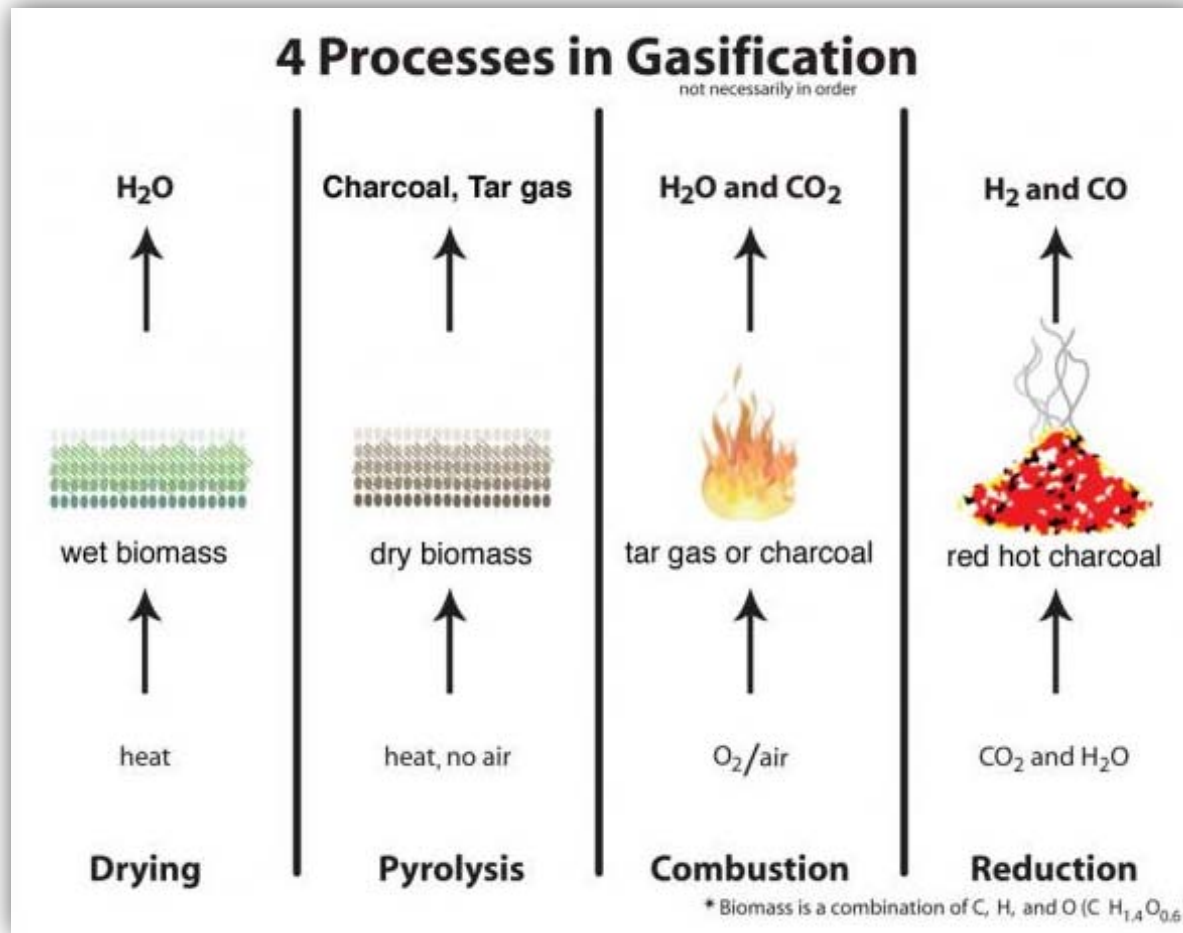 4 Processes in Gasification
not necessarily in order
H₂O
Charcoal, Tar gas
H₂O and CO₂
H₂ and CO
wet biomass
dry biomass
tar gas or charcoal
red hot charcoal
heat
heat, no air
O₂/air
CO₂ and H₂O
Drying
Pyrolysis
Combustion
Reduction
* Biomass is a combination of C, H, and O (C H₁.₄O₀.₆